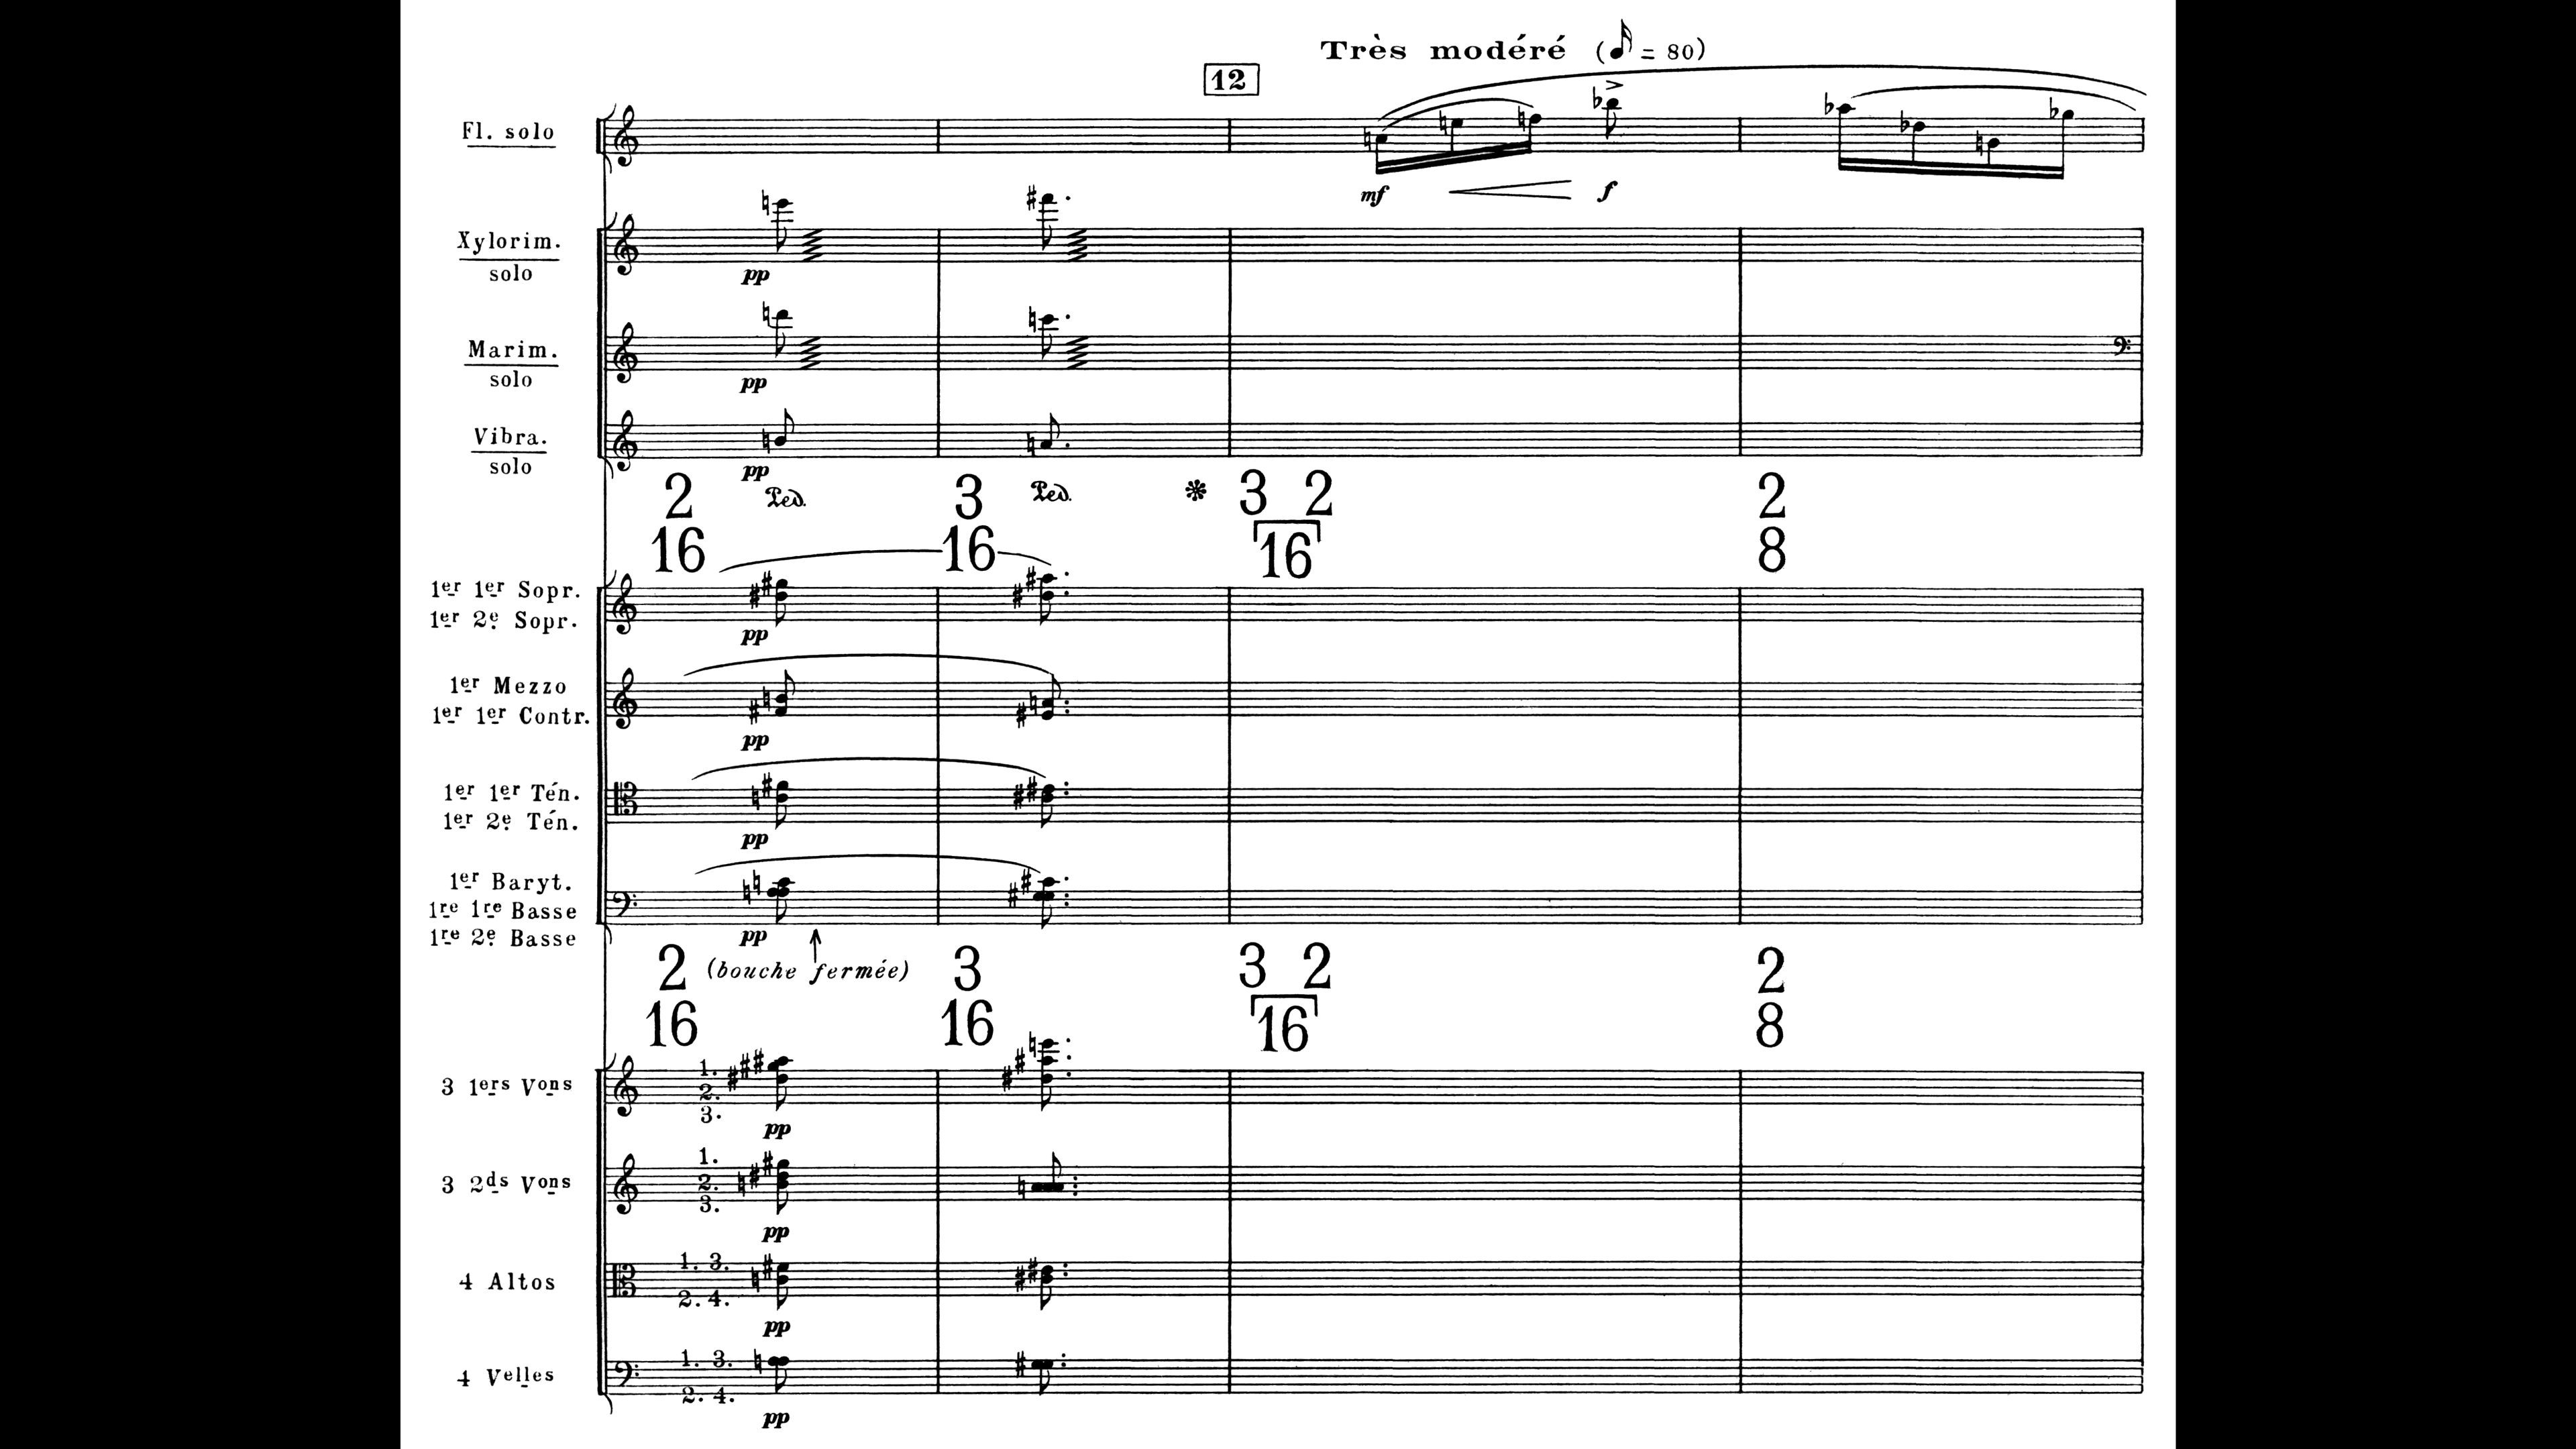 Très modéré (𝅘𝅥𝅯 = 80)
12
Fl. solo
mf f
Xylorim.
solo
pp
Marim.
solo
pp
Vibra.
solo
pp
Ped. Ped. *
2 3 3 2 2
16 16 16 8
1er 1er Sopr.
1er 2e Sopr.
pp
1er Mezzo
1er 1er Contr.
pp
1er 1er Tén.
1er 2e Tén.
pp
1er Baryt.
1re 1re Basse
1re 2e Basse
pp
(bouche fermée)
2 3 3 2 2
16 16 16 8
3 1ers Vons
1.
2.
3.
pp
3 2ds Vons
1.
2.
3.
pp
4 Altos
1. 3.
2. 4.
pp
4 Velles
1. 3.
2. 4.
pp